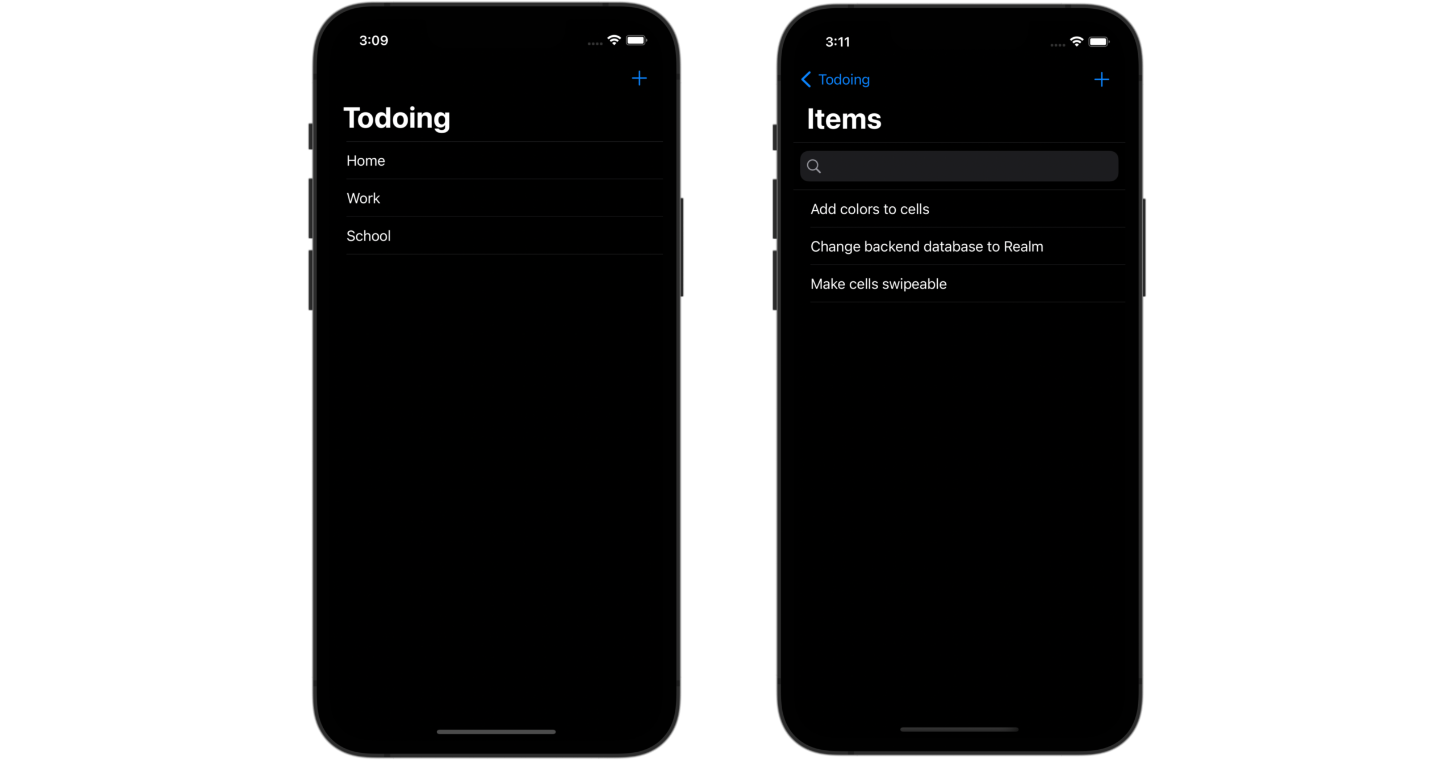 3:09
Todoing
Home
Work
School
3:11
Todoing
Items
Add colors to cells
Change backend database to Realm
Make cells swipeable